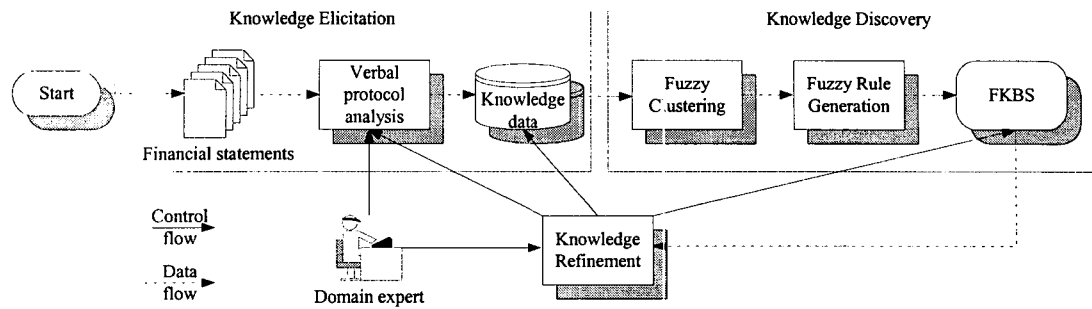 Knowledge Elicitation
Knowledge Discovery
Start
Financial statements
Verbal
protocol
analysis
Knowledge
data
Fuzzy
Clustering
Fuzzy Rule
Generation
FKBS
Control
flow
Data
flow
Domain expert
Knowledge
Refinement